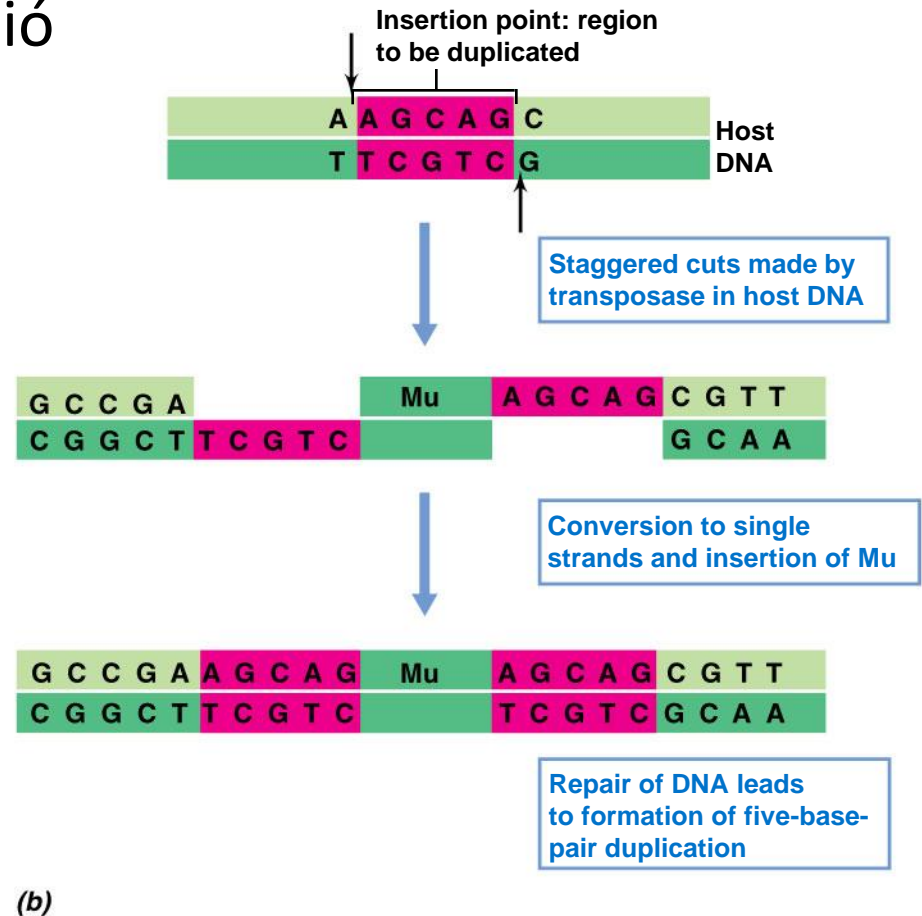 ió
Insertion point: region
to be duplicated
A A G C A G C
T T C G T C G
Host
DNA
Staggered cuts made by
transposase in host DNA
G C C G A Mu A G C A G C G T T
C G G C T T C G T C G C A A
Conversion to single
strands and insertion of Mu
G C C G A A G C A G Mu A G C A G C G T T
C G G C T T C G T C T C G T C G C A A
Repair of DNA leads
to formation of five-base-
pair duplication
(b)